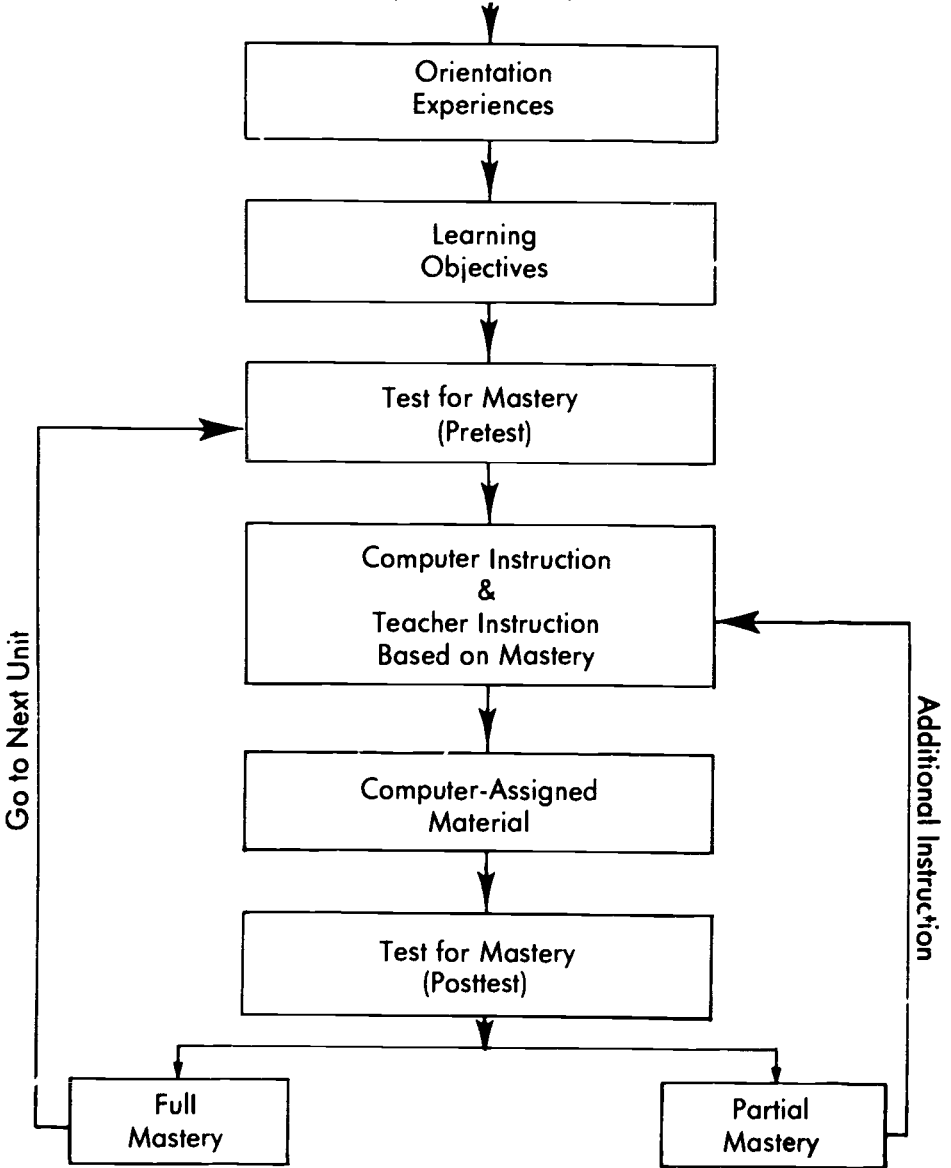 Orientation
Experiences
Learning
Objectives
Test for Mastery
(Pretest)
Computer Instruction
&
Teacher Instruction
Based on Mastery
Go to Next Unit
Additional Instruction
Computer-Assigned
Material
Test for Mastery
(Posttest)
Full
Mastery
Partial
Mastery